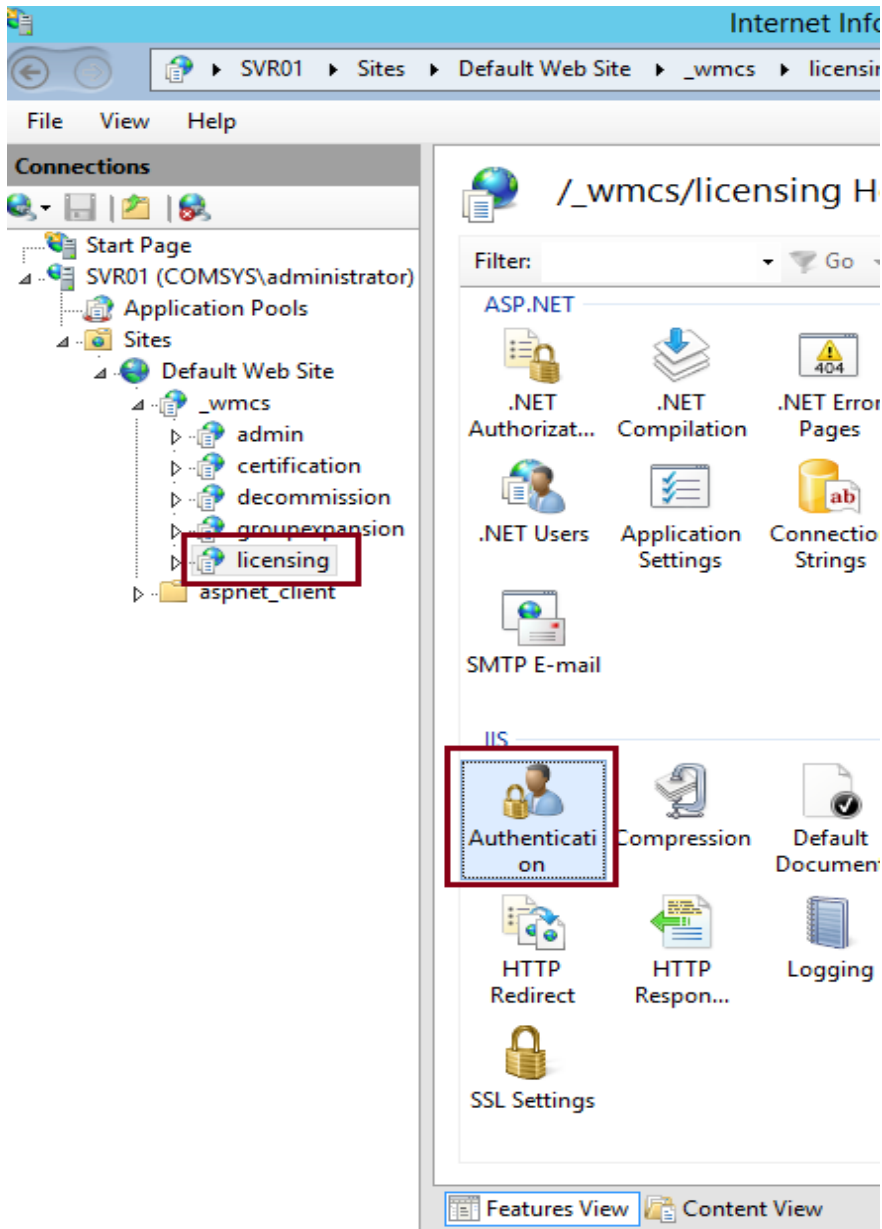 Internet Info
SVR01 Sites Default Web Site _wmcs licensin
File View Help
Connections
Start Page
SVR01 (COMSYS\administrator)
Application Pools
Sites
Default Web Site
_wmcs
admin
certification
decommission
groupexpansion
licensing
aspnet_client
/_wmcs/licensing H
Filter: Go
ASP.NET
.NET .NET .NET Error
Authorizat... Compilation Pages
404
ab
.NET Users Application Connectio
Settings Strings
SMTP E-mail
IIS
Authenticati Compression Default
on Document
HTTP HTTP Logging
Redirect Respon...
SSL Settings
Features View Content View